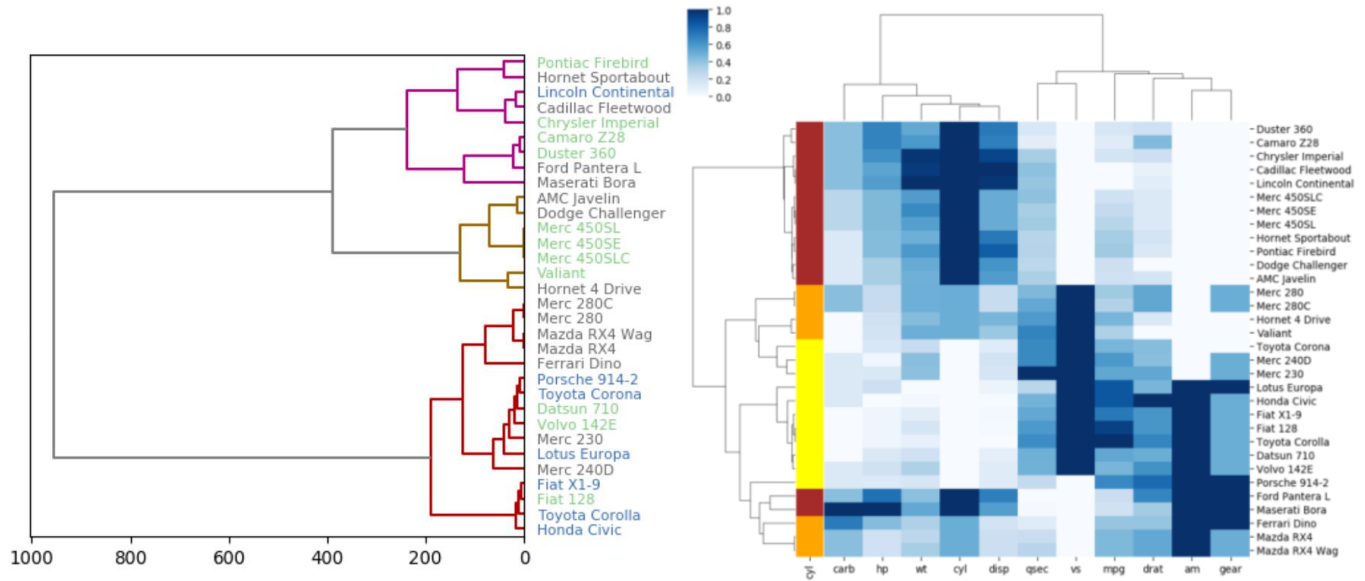 Pontiac Firebird
Hornet Sportabout
Lincoln Continental
Cadillac Fleetwood
Chrysler Imperial
Camaro Z28
Duster 360
Ford Pantera L
Maserati Bora
AMC Javelin
Dodge Challenger
Merc 450SL
Merc 450SE
Merc 450SLC
Valiant
Hornet 4 Drive
Merc 280C
Merc 280
Mazda RX4 Wag
Mazda RX4
Ferrari Dino
Porsche 914-2
Toyota Corona
Datsun 710
Volvo 142E
Merc 230
Lotus Europa
Merc 240D
Fiat X1-9
Fiat 128
Toyota Corolla
Honda Civic
1000 800 600 400 200 0
1.0
0.8
0.6
0.4
0.2
0.0
Duster 360
Camaro Z28
Chrysler Imperial
Cadillac Fleetwood
Lincoln Continental
Merc 450SLC
Merc 450SE
Merc 450SL
Hornet Sportabout
Pontiac Firebird
Dodge Challenger
AMC Javelin
Merc 280
Merc 280C
Hornet 4 Drive
Valiant
Toyota Corona
Merc 240D
Merc 230
Lotus Europa
Honda Civic
Fiat X1-9
Fiat 128
Toyota Corolla
Datsun 710
Volvo 142E
Porsche 914-2
Ford Pantera L
Maserati Bora
Ferrari Dino
Mazda RX4
Mazda RX4 Wag
cyl carb hp wt cyl disp qsec vs mpg drat am gear